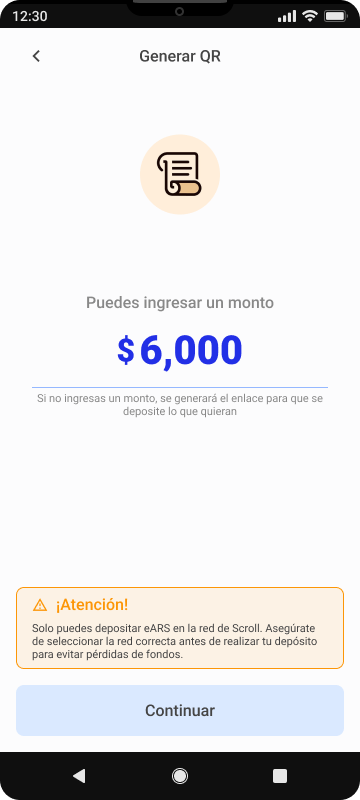 12:30
Generar QR
Puedes ingresar un monto
$ 6,000
Si no ingresas un monto, se generará el enlace para que se
deposite lo que quieran
¡Atención!
Solo puedes depositar eARS en la red de Scroll. Asegúrate
de seleccionar la red correcta antes de realizar tu depósito
para evitar pérdidas de fondos.
Continuar